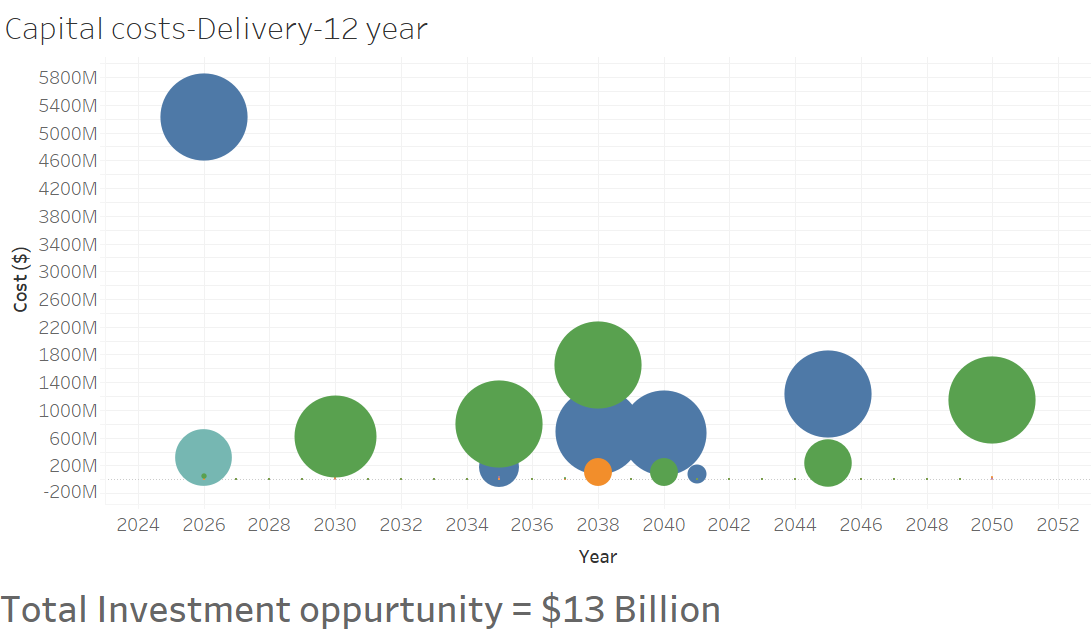 Capital costs-Delivery-12 year
5800M
5400M
5000M
4600M
4200M
3800M
3400M
3000M
2600M
2200M
1800M
1400M
1000M
600M
200M
-200M
Cost ($)
2024 2026 2028 2030 2032 2034 2036 2038 2040 2042 2044 2046 2048 2050 2052
Year
Total Investment oppurtunity = $13 Billion